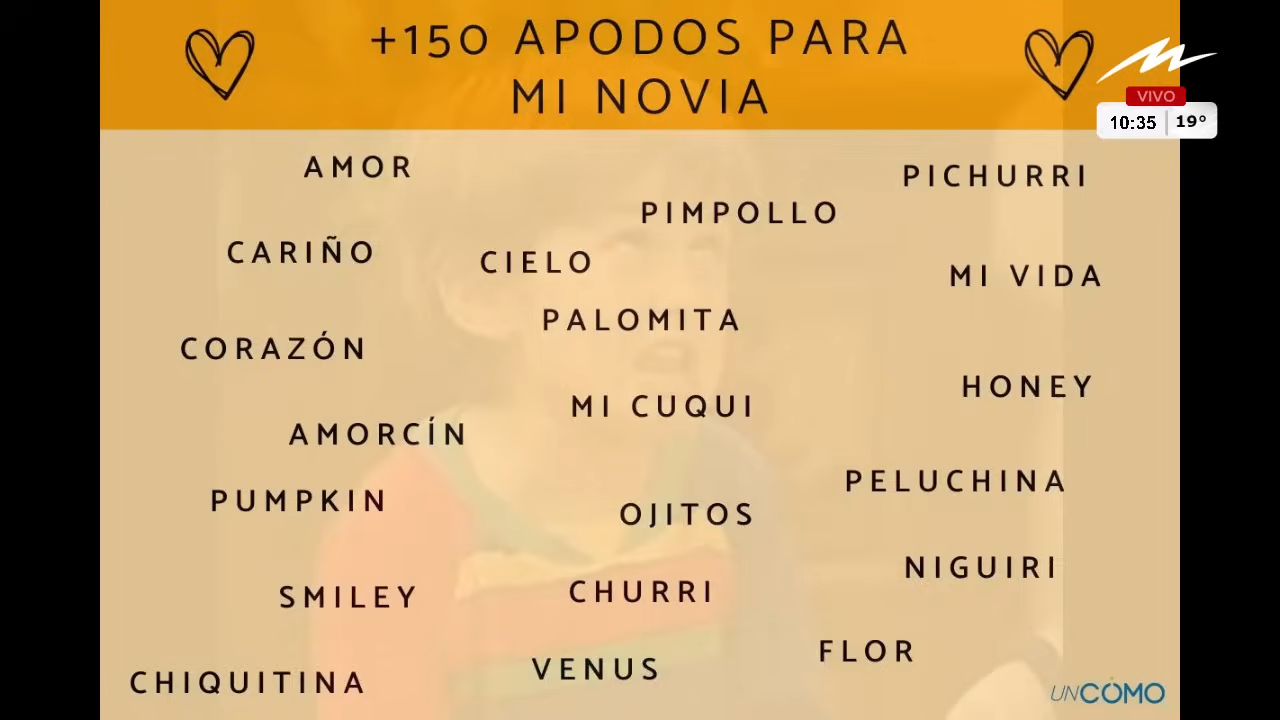 +150 APODOS PARA
MI NOVIA
VIVO
10:35 19°
AMOR
PICHURRI
PIMPOLLO
CARIÑO
CIELO
MI VIDA
PALOMITA
CORAZÓN
HONEY
MI CUQUI
AMORCÍN
PELUCHINA
PUMPKIN
OJITOS
NIGUIRI
CHURRI
SMILEY
FLOR
VENUS
CHIQUITINA
UNCÓMO